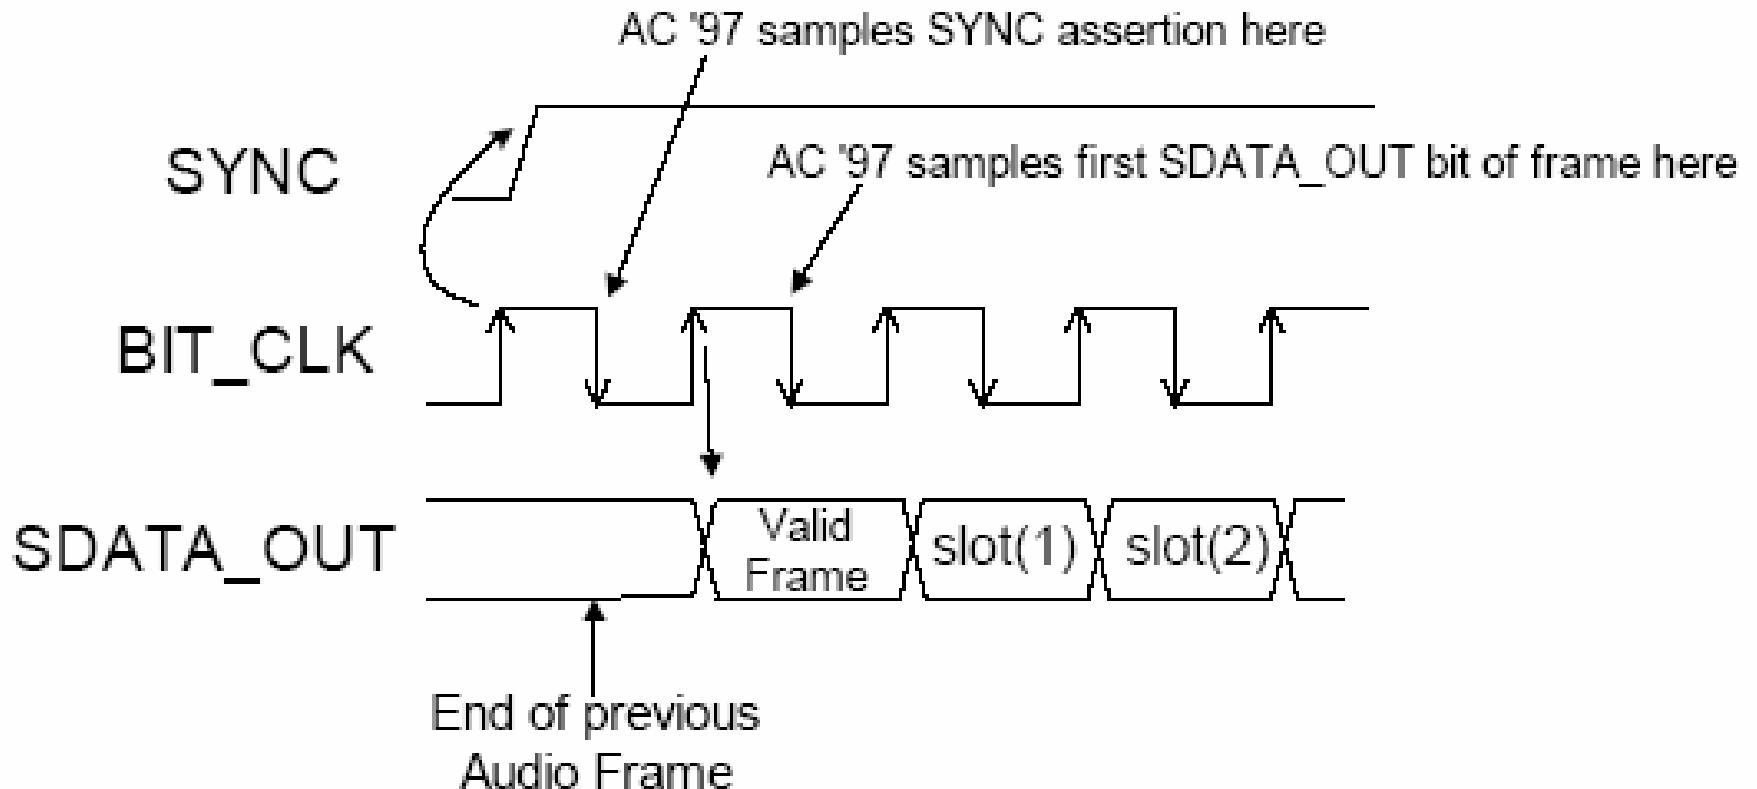 AC '97 samples SYNC assertion here
SYNC
AC '97 samples first SDATA_OUT bit of frame here
BIT_CLK
SDATA_OUT
Valid
Frame
slot(1)
slot(2)
End of previous
Audio Frame